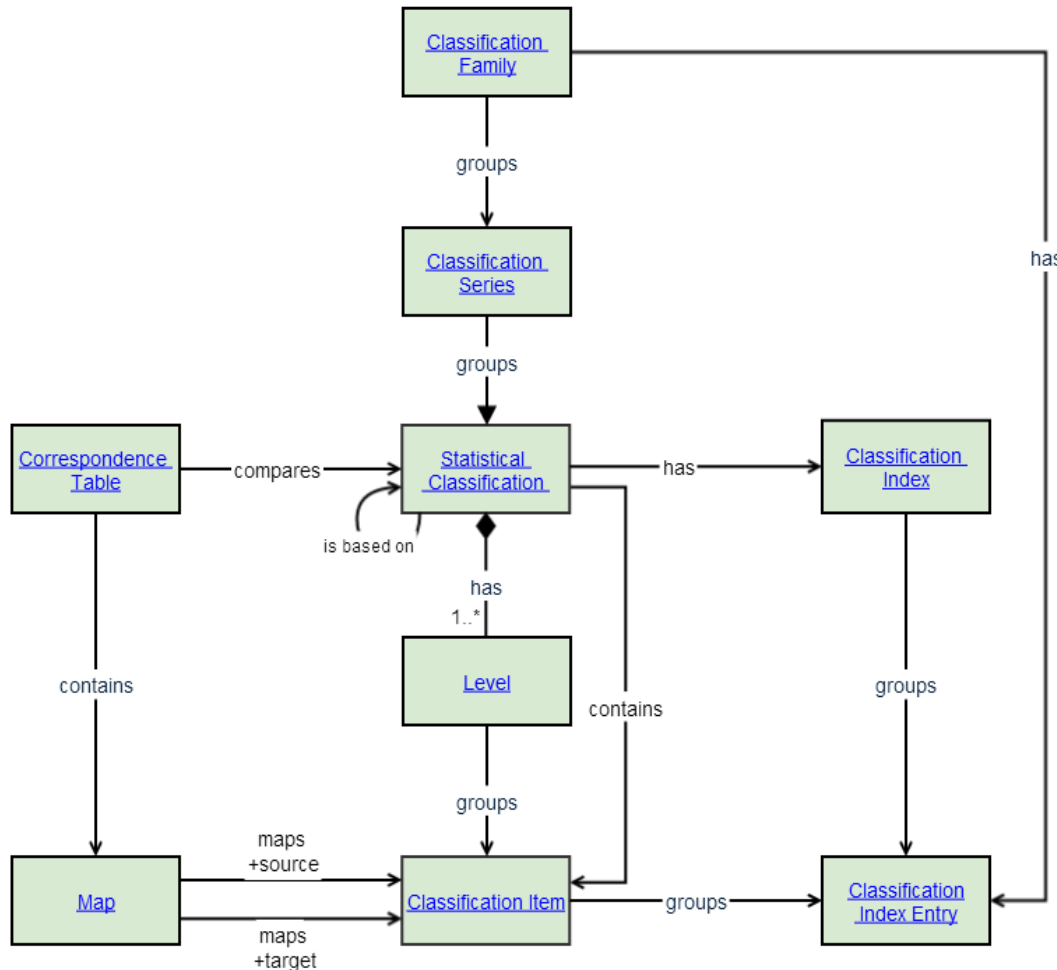 Classification
Family
groups
has
Classification
Series
groups
Correspondence
Table
compares
Statistical
Classification
has
Classification
Index
is based on
has
1..*
Level
contains
contains
groups
groups
maps
+source
Map
Classification Item
groups
Classification
Index Entry
maps
+target